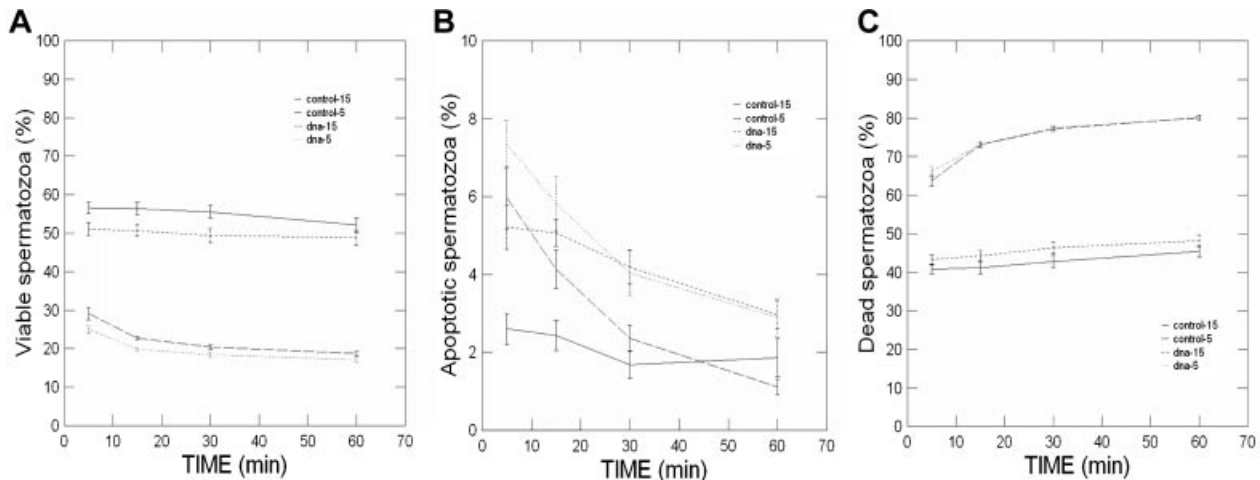 A
100
90
80
70
60
50
40
30
20
10
0
Viable spermatozoa (%)
control-15
control-5
dna-15
dna-5
0 10 20 30 40 50 60 70
TIME (min)
B
10
8
6
4
2
0
Apoptotic spermatozoa (%)
control-15
control-5
dna-15
dna-5
0 10 20 30 40 50 60 70
TIME (min)
C
100
90
80
70
60
50
40
30
20
10
0
Dead spermatozoa (%)
control-15
control-5
dna-15
dna-5
0 10 20 30 40 50 60 70
TIME (min)